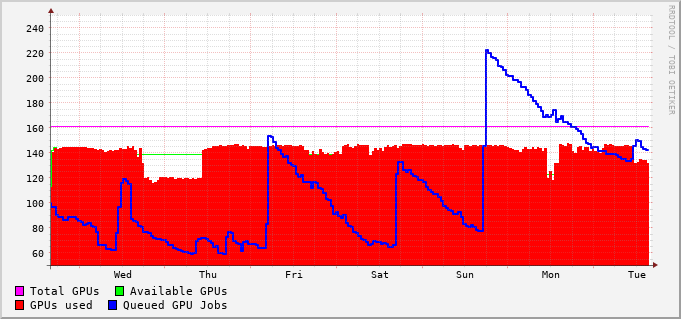 240
220
200
180
160
140
120
100
80
60
Wed Thu Fri Sat Sun Mon Tue
Total GPUs Available GPUs
GPUs used Queued GPU Jobs
RRDTOOL / TOBI OETIKER